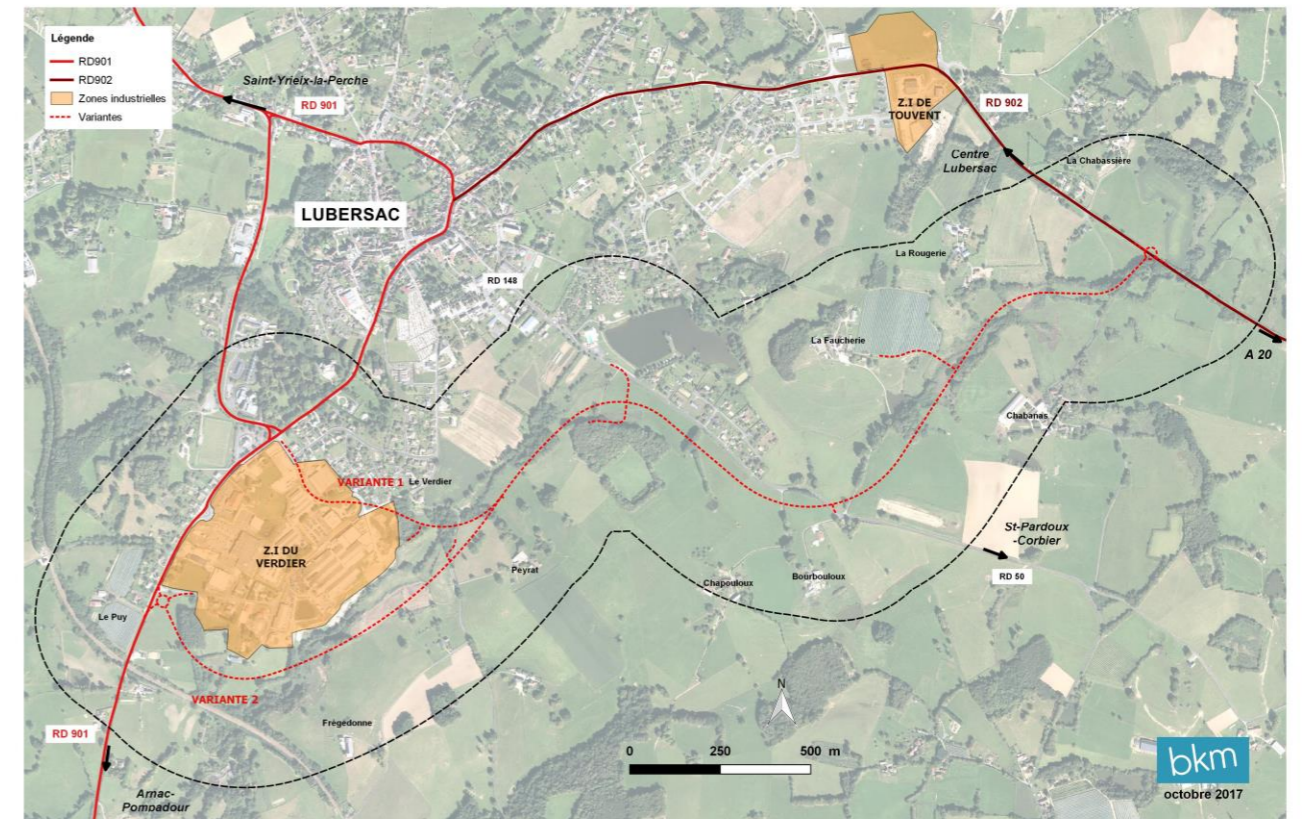 Légende
RD901
RD902
Zones industrielles
Variantes
Saint-Yrieix-la-Perche
RD 901
Z.I DE
TOUVENT
RD 902
Centre
Lubersac
La Chabassière
LUBERSAC
La Rougerie
RD 148
La Faucherie
A 20
Chabanas
VARIANTE 1
Le Verdier
Z.I DU
VERDIER
St-Pardoux
-Corbier
Peyrat
Chapouloux
Bourbouloux
RD 50
Le Puy
VARIANTE 2
N
Frégédonne
RD 901
0 250 500 m
bkm
octobre 2017
Arnac-
Pompadour